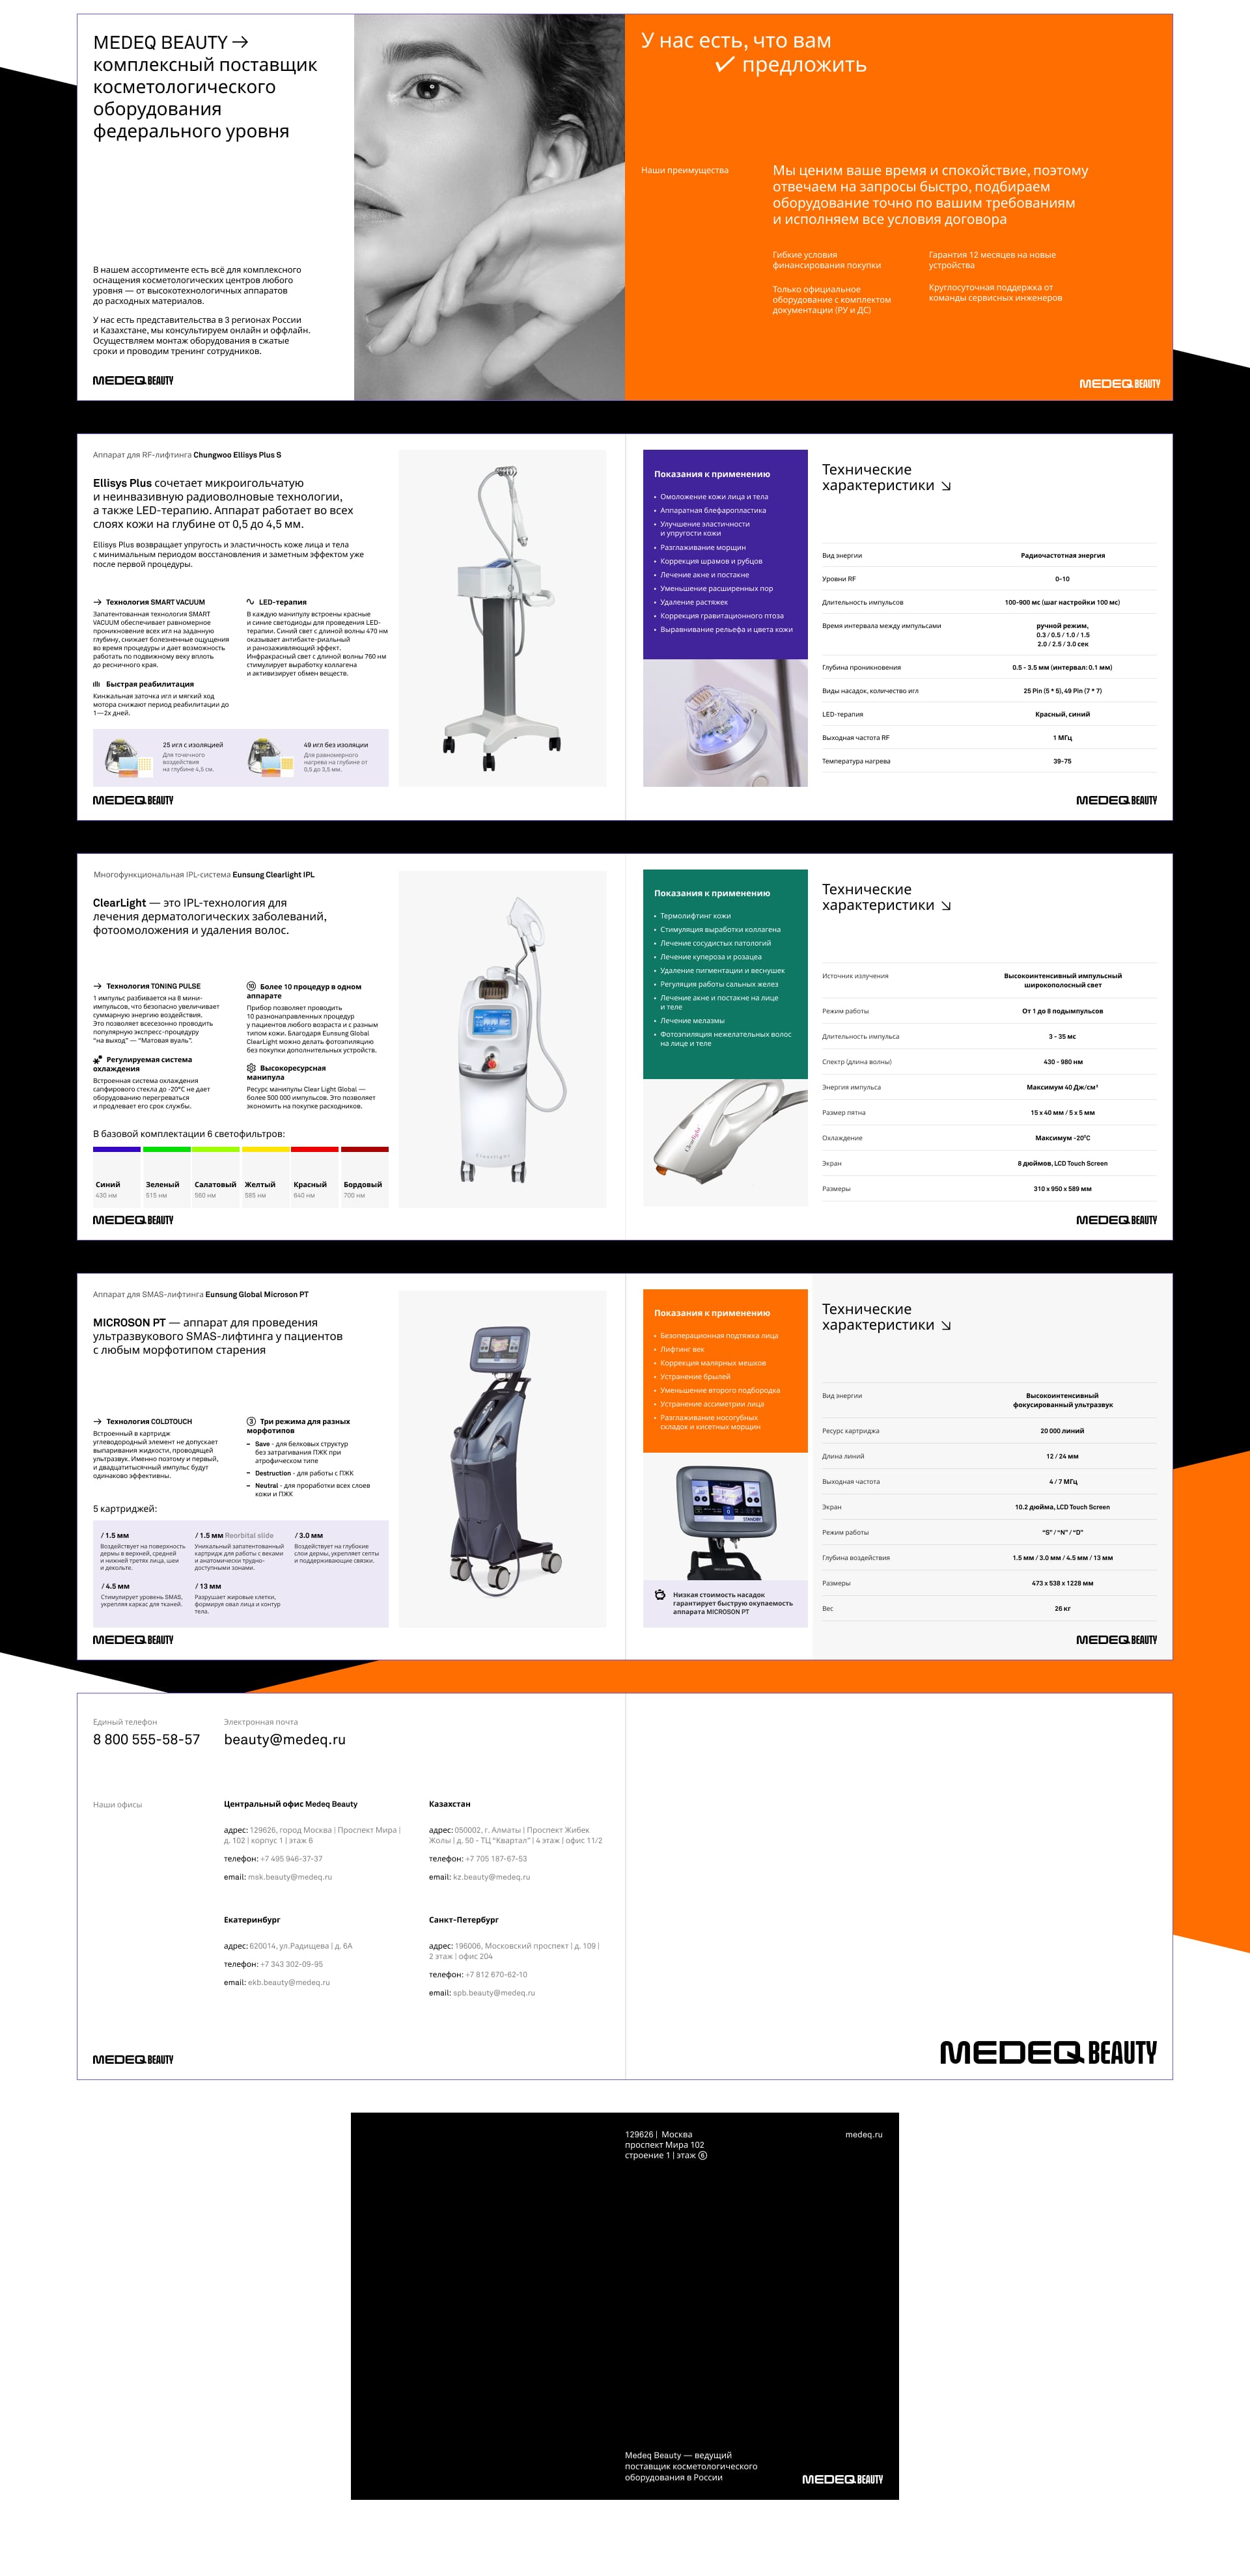 MEDEQ BEAUTY →
комплексный поставщик
косметологического
оборудования
федерального уровня
В нашем ассортименте есть всё для комплексного
оснащения косметологических центров любого
уровня — от высокотехнологичных аппаратов
до расходных материалов.
У нас есть представительства в 3 регионах России
и Казахстане, мы консультируем онлайн и оффлайн.
Осуществляем монтаж оборудования в сжатые
сроки и проводим тренинг сотрудников.
MEDEQ BEAUTY
У нас есть, что вам
✓ предложить
Наши преимущества
Мы ценим ваше время и спокойствие, поэтому
отвечаем на запросы быстро, подбираем
оборудование точно по вашим требованиям
и исполняем все условия договора
Гибкие условия
финансирования покупки
Только официальное
оборудование с комплектом
документации (РУ и ДС)
Гарантия 12 месяцев на новые
устройства
Круглосуточная поддержка от
команды сервисных инженеров
MEDEQ BEAUTY
Аппарат для RF-лифтинга Chungwoo Ellisys Plus S
Ellisys Plus сочетает микроигольчатую
и неинвазивную радиоволновые технологии,
а также LED-терапию. Аппарат работает во всех
слоях кожи на глубине от 0,5 до 4,5 мм.
Ellisys Plus возвращает упругость и эластичность коже лица и тела
с минимальным периодом восстановления и заметным эффектом уже
после первой процедуры.
→ Технология SMART VACUUM
Запатентованная технология SMART
VACUUM обеспечивает равномерное
проникновение всех игл на заданную
глубину, снижает болезненные ощущения
во время процедуры и дает возможность
работать по подвижному веку вплоть
до ресничного края.
Быстрая реабилитация
Кинжальная заточка игл и мягкий ход
мотора снижают период реабилитации до
1—2х дней.
LED-терапия
В каждую манипулу встроены красные
и синие светодиоды для проведения LED-
терапии. Синий свет с длиной волны 470 нм
оказывает антибакте-риальный
и ранозаживляющий эффект.
Инфракрасный свет с длиной волны 760 нм
стимулирует выработку коллагена
и активизирует обмен веществ.
25 игл с изоляцией
Для точечного
воздействия
на глубине 4,5 см.
49 игл без изоляции
Для равномерного
нагрева на глубине от
0,5 до 3,5 мм.
MEDEQ BEAUTY
Показания к применению
• Омоложение кожи лица и тела
• Аппаратная блефаропластика
• Улучшение эластичности
и упругости кожи
• Разглаживание морщин
• Коррекция шрамов и рубцов
• Лечение акне и постакне
• Уменьшение расширенных пор
• Удаление растяжек
• Коррекция гравитационного птоза
• Выравнивание рельефа и цвета кожи
Технические
характеристики ↘
Вид энергии Радиочастотная энергия
Уровни RF 0-10
Длительность импульсов 100-900 мс (шаг настройки 100 мс)
Время интервала между импульсами ручной режим,
0.3 / 0.5 / 1.0 / 1.5
2.0 / 2.5 / 3.0 сек
Глубина проникновения 0.5 - 3.5 мм (интервал: 0.1 мм)
Виды насадок, количество игл 25 Pin (5 * 5), 49 Pin (7 * 7)
LED-терапия Красный, синий
Выходная частота RF 1 МГц
Температура нагрева 39-75
MEDEQ BEAUTY
Многофункциональная IPL-система Eunsung Clearlight IPL
ClearLight — это IPL-технология для
лечения дерматологических заболеваний,
фотоомоложения и удаления волос.
→ Технология TONING PULSE
1 импульс разбивается на 8 мини-
импульсов, что безопасно увеличивает
суммарную энергию воздействия.
Это позволяет всесезонно проводить
популярную экспресс-процедуру
“на выход” — “Матовая вуаль”.
Регулируемая система
охлаждения
Встроенная система охлаждения
сапфирового стекла до -20°С не дает
оборудованию перегреваться
и продлевает его срок службы.
⑩ Более 10 процедур в одном
аппарате
Прибор позволяет проводить
10 разнонаправленных процедур
у пациентов любого возраста и с разным
типом кожи. Благодаря Eunsung Global
ClearLight можно делать фотоэпиляцию
без покупки дополнительных устройств.
Высокоресурсная
манипула
Ресурс манипулы Clear Light Global —
более 500 000 импульсов. Это позволяет
экономить на покупке расходников.
В базовой комплектации 6 светофильтров:
Синий Зеленый Салатовый Желтый Красный Бордовый
430 нм 515 нм 560 нм 585 нм 640 нм 700 нм
MEDEQ BEAUTY
Clearlight
Показания к применению
• Термолифтинг кожи
• Стимуляция выработки коллагена
• Лечение сосудистых патологий
• Лечение купероза и розацеа
• Удаление пигментации и веснушек
• Регуляция работы сальных желез
• Лечение акне и постакне на лице
и теле
• Лечение мелазмы
• Фотоэпиляция нежелательных волос
на лице и теле
Clearlight
Технические
характеристики ↘
Источник излучения Высокоинтенсивный импульсный
широкополосный свет
Режим работы От 1 до 8 подымпульсов
Длительность импульса 3 - 35 мс
Спектр (длина волны) 430 - 980 нм
Энергия импульса Максимум 40 Дж/см²
Размер пятна 15 x 40 мм / 5 x 5 мм
Охлаждение Максимум -20°C
Экран 8 дюймов, LCD Touch Screen
Размеры 310 x 950 x 589 мм
MEDEQ BEAUTY
Аппарат для SMAS-лифтинга Eunsung Global Microson PT
MICROSON PT — аппарат для проведения
ультразвукового SMAS-лифтинга у пациентов
с любым морфотипом старения
→ Технология COLDTOUCH
Встроенный в картридж
углеводородный элемент не допускает
выпаривания жидкости, проводящей
ультразвук. Именно поэтому и первый,
и двадцатитысячный импульс будут
одинаково эффективны.
③ Три режима для разных
морфотипов
– Save - для белковых структур
без затрагивания ПЖК при
атрофическом типе
– Destruction - для работы с ПЖК
– Neutral - для проработки всех слоев
кожи и ПЖК
5 картриджей:
/ 1.5 мм
Воздействует на поверхность
дермы в верхней, средней
и нижней третях лица, шеи
и декольте.
/ 1.5 мм Reorbital slide
Уникальный запатентованный
картридж для работы с веками
и анатомически трудно-
доступными зонами.
/ 3.0 мм
Воздействует на глубокие
слои дермы, укрепляет септы
и поддерживающие связки.
/ 4.5 мм
Стимулирует уровень SMAS,
укрепляя каркас для тканей.
/ 13 мм
Разрушает жировые клетки,
формируя овал лица и контур
тела.
MEDEQ BEAUTY
Показания к применению
• Безоперационная подтяжка лица
• Лифтинг век
• Коррекция малярных мешков
• Устранение брылей
• Уменьшение второго подбородка
• Устранение ассиметрии лица
• Разглаживание носогубных
складок и кисетных морщин
STANDBY
Низкая стоимость насадок
гарантирует быструю окупаемость
аппарата MICROSON PT
Технические
характеристики ↘
Вид энергии Высокоинтенсивный
фокусированный ультразвук
Ресурс картриджа 20 000 линий
Длина линий 12 / 24 мм
Выходная частота 4 / 7 МГц
Экран 10.2 дюйма, LCD Touch Screen
Режим работы “S” / “N” / “D”
Глубина воздействия 1.5 мм / 3.0 мм / 4.5 мм / 13 мм
Размеры 473 x 538 x 1228 мм
Вес 26 кг
MEDEQ BEAUTY
Единый телефон
8 800 555-58-57
Электронная почта
beauty@medeq.ru
Наши офисы
Центральный офис Medeq Beauty
адрес: 129626, город Москва | Проспект Мира |
д. 102 | корпус 1 | этаж 6
телефон: +7 495 946-37-37
email: msk.beauty@medeq.ru
Казахстан
адрес: 050002, г. Алматы | Проспект Жибек
Жолы | д. 50 - ТЦ “Квартал” | 4 этаж | офис 11/2
телефон: +7 705 187-67-53
email: kz.beauty@medeq.ru
Екатеринбург
адрес: 620014, ул.Радищева | д. 6А
телефон: +7 343 302-09-95
email: ekb.beauty@medeq.ru
Санкт-Петербург
адрес: 196006, Московский проспект | д. 109 |
2 этаж | офис 204
телефон: +7 812 670-62-10
email: spb.beauty@medeq.ru
MEDEQ BEAUTY
MEDEQ BEAUTY
129626 | Москва
проспект Мира 102
строение 1 | этаж ⑥
medeq.ru
Medeq Beauty — ведущий
поставщик косметологического
оборудования в России
MEDEQ BEAUTY